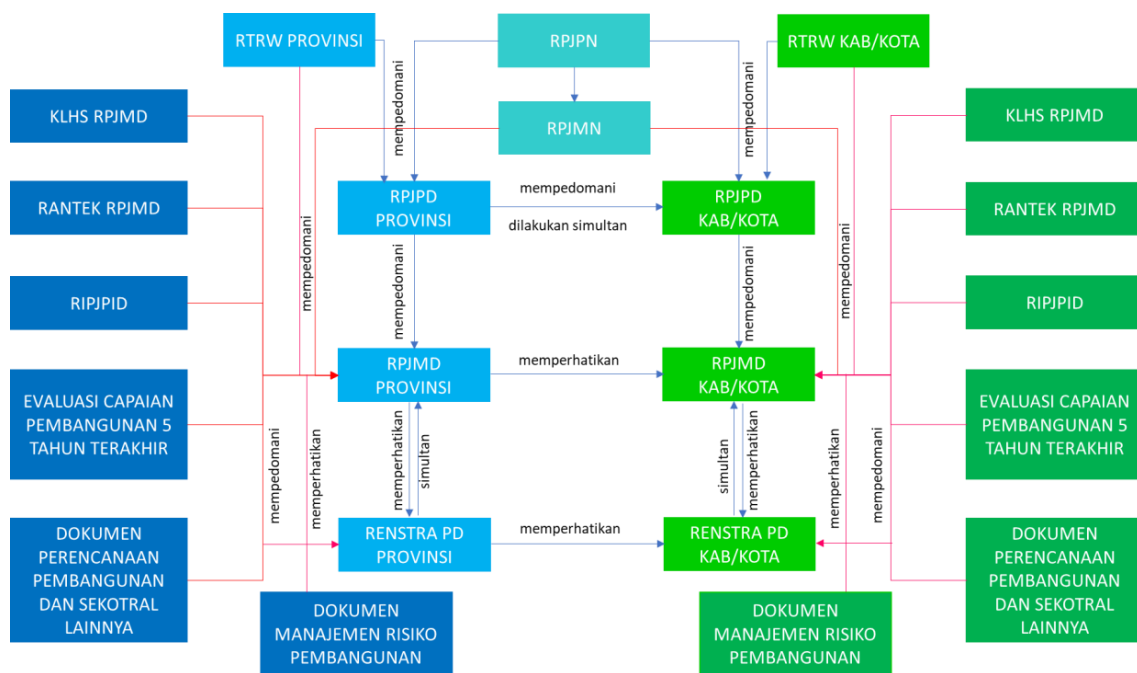 RTRW PROVINSI
RPJPN
RTRW KAB/KOTA
mempedomani
mempedomani
KLHS RPJMD
RPJMN
KLHS RPJMD
RANTEK RPJMD
RPJPD
PROVINSI
mempedomani
dilakukan simultan
RPJPD
KAB/KOTA
RANTEK RPJMD
mempedomani
mempedomani
mempedomani
mempedomani
RIPJPID
RIPJPID
RPJMD
PROVINSI
memperhatikan
RPJMD
KAB/KOTA
EVALUASI CAPAIAN
PEMBANGUNAN 5
TAHUN TERAKHIR
mempedomani
memperhatikan
memperhatikan
simultan
simultan
memperhatikan
memperhatikan
mempedomani
EVALUASI CAPAIAN
PEMBANGUNAN 5
TAHUN TERAKHIR
DOKUMEN
PERENCANAAN
PEMBANGUNAN
DAN SEKOTRAL
LAINNYA
RENSTRA PD
PROVINSI
memperhatikan
RENSTRA PD
KAB/KOTA
DOKUMEN
PERENCANAAN
PEMBANGUNAN
DAN SEKOTRAL
LAINNYA
DOKUMEN
MANAJEMEN RISIKO
PEMBANGUNAN
DOKUMEN
MANAJEMEN RISIKO
PEMBANGUNAN